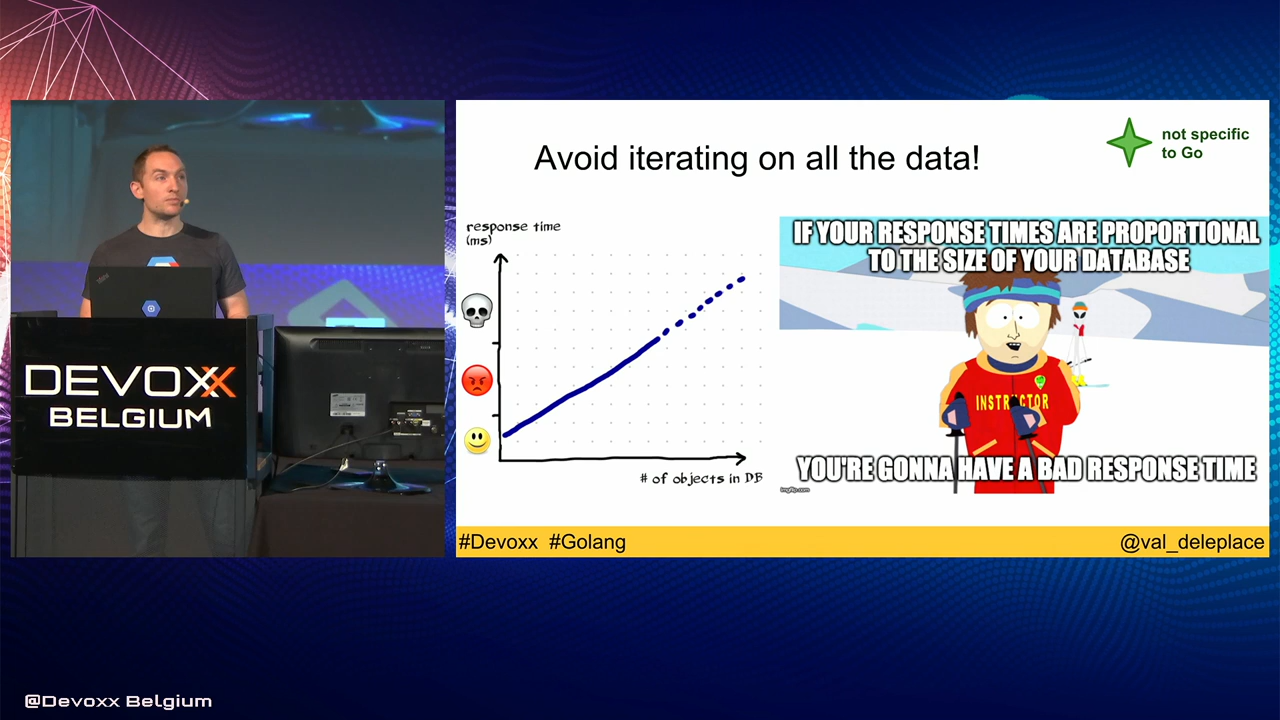 DEVOXX
BELGIUM
Avoid iterating on all the data!
not specific
to Go
response time
(ms)
# of objects in DB
IF YOUR RESPONSE TIMES ARE PROPORTIONAL
TO THE SIZE OF YOUR DATABASE
INSTRUCTOR
YOU'RE GONNA HAVE A BAD RESPONSE TIME
imgflip.com
#Devoxx #Golang
@val_deleplace
@Devoxx Belgium